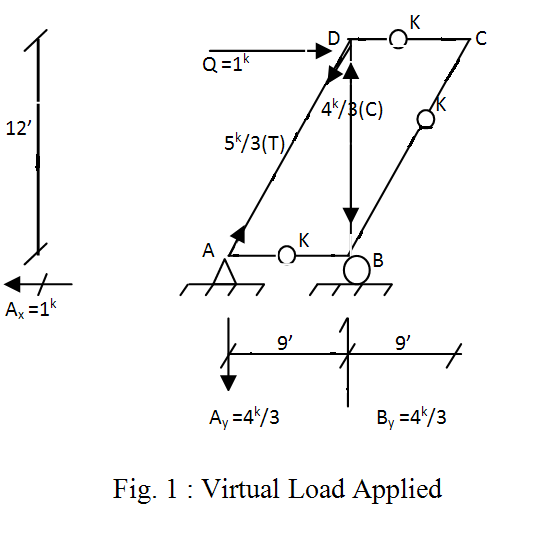 K
D
C
Q =1k
12'
4k/3(C)
K
5k/3(T)
A
K
B
Ax =1k
9'
9'
Ay =4k/3
By =4k/3
Fig. 1 : Virtual Load Applied